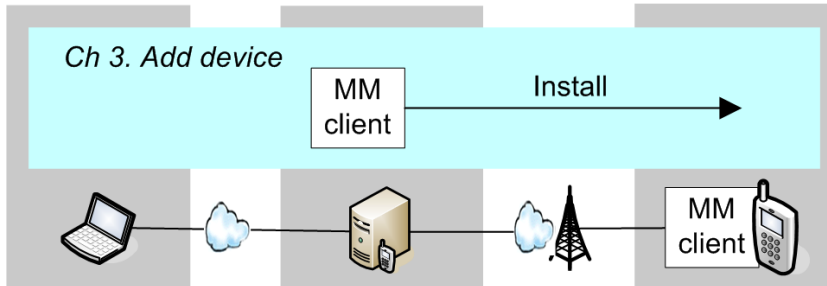 Ch 3. Add device
MM
client
Install
MM
client